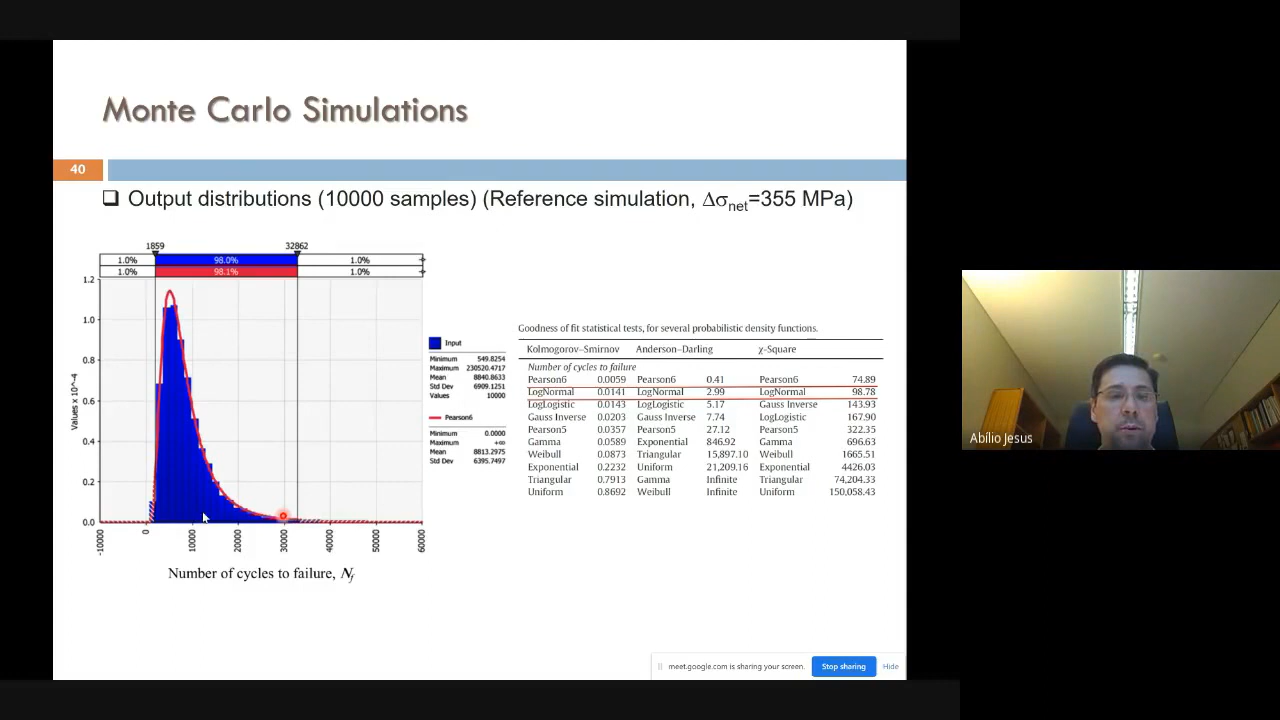 Monte Carlo Simulations
40
❑ Output distributions (10000 samples) (Reference simulation, Δσnet=355 MPa)
1859 32862
1.0% 98.0% 1.0%
1.0% 98.1% 1.0%
1.2
1.0
0.8
0.6
0.4
0.2
0.0
Values x 10^-4
-10000 0 10000 20000 30000 40000 50000 60000
Number of cycles to failure, Nf
Input
Minimum 549.8254
Maximum 230520.4717
Mean 8840.8633
Std Dev 6909.1251
Values 10000
Pearson6
Minimum 0.0000
Maximum +∞
Mean 8813.2975
Std Dev 6395.7497
Goodness of fit statistical tests, for several probabilistic density functions.
Kolmogorov–Smirnov Anderson–Darling χ-Square
Number of cycles to failure
Pearson6 0.0059 Pearson6 0.41 Pearson6 74.89
LogNormal 0.0141 LogNormal 2.99 LogNormal 98.78
LogLogistic 0.0143 LogLogistic 5.17 Gauss Inverse 143.93
Gauss Inverse 0.0203 Gauss Inverse 7.74 LogLogistic 167.90
Pearson5 0.0357 Pearson5 27.12 Pearson5 322.35
Gamma 0.0589 Exponential 846.92 Gamma 696.63
Weibull 0.0873 Triangular 15,897.10 Weibull 1665.51
Exponential 0.2232 Uniform 21,209.16 Exponential 4426.03
Triangular 0.7913 Gamma Infinite Triangular 74,204.33
Uniform 0.8692 Weibull Infinite Uniform 150,058.43
Abílio Jesus
meet.google.com is sharing your screen. Stop sharing Hide